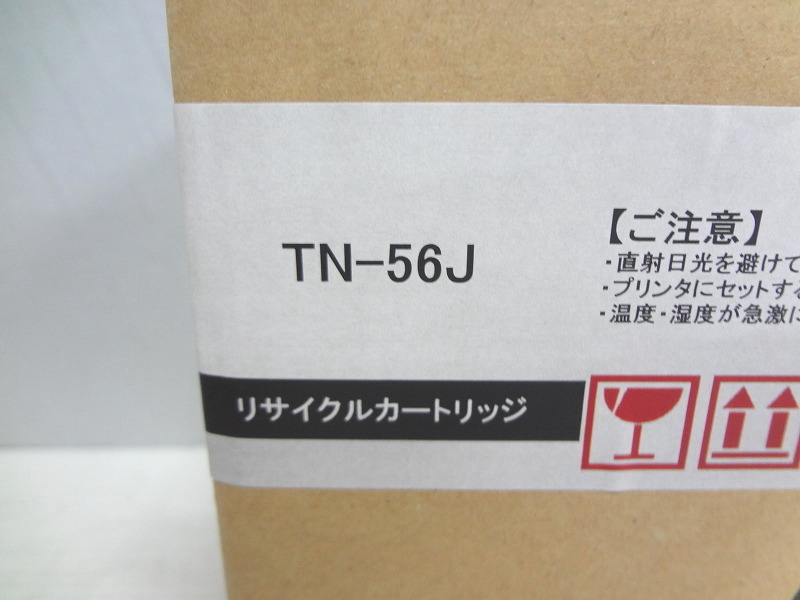 TN-56J
【ご注意】
・直射日光を避けて
・プリンタにセットする
・温度・湿度が急激に
リサイクルカートリッジ